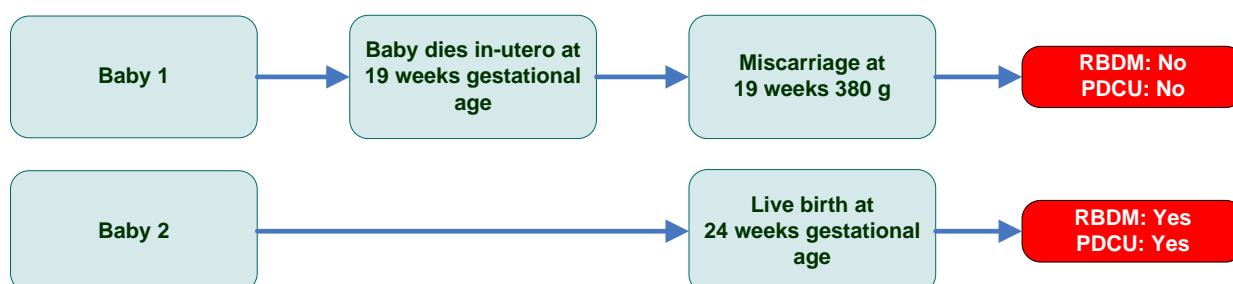 Baby 1
Baby dies in-utero at
19 weeks gestational
age
Miscarriage at
19 weeks 380 g
RBDM: No
PDCU: No
Baby 2
Live birth at
24 weeks gestational
age
RBDM: Yes
PDCU: Yes